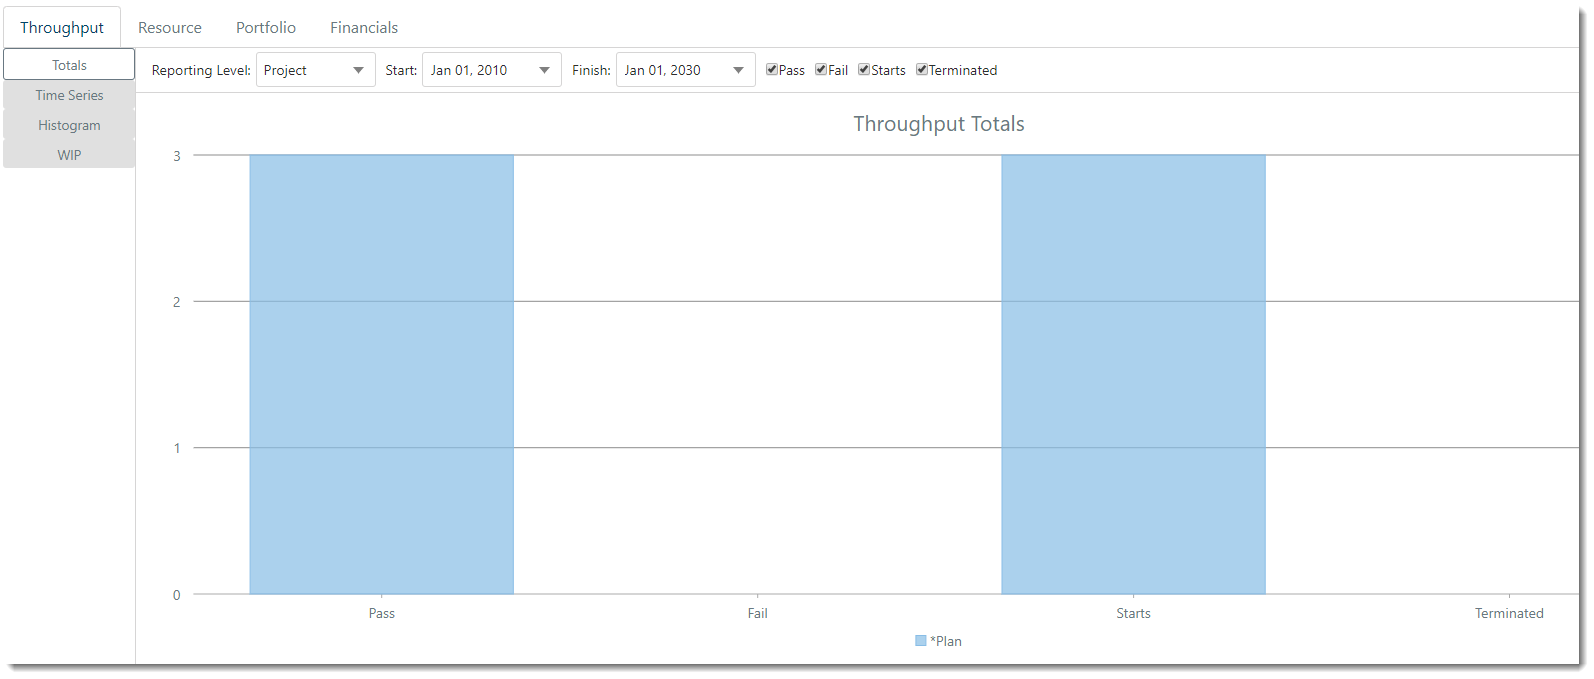 Throughput Resource Portfolio Financials
Totals
Time Series
Histogram
WIP
Reporting Level: Project Start: Jan 01, 2010 Finish: Jan 01, 2030 Pass Fail Starts Terminated
Throughput Totals
3
2
1
0
Pass Fail Starts Terminated
*Plan